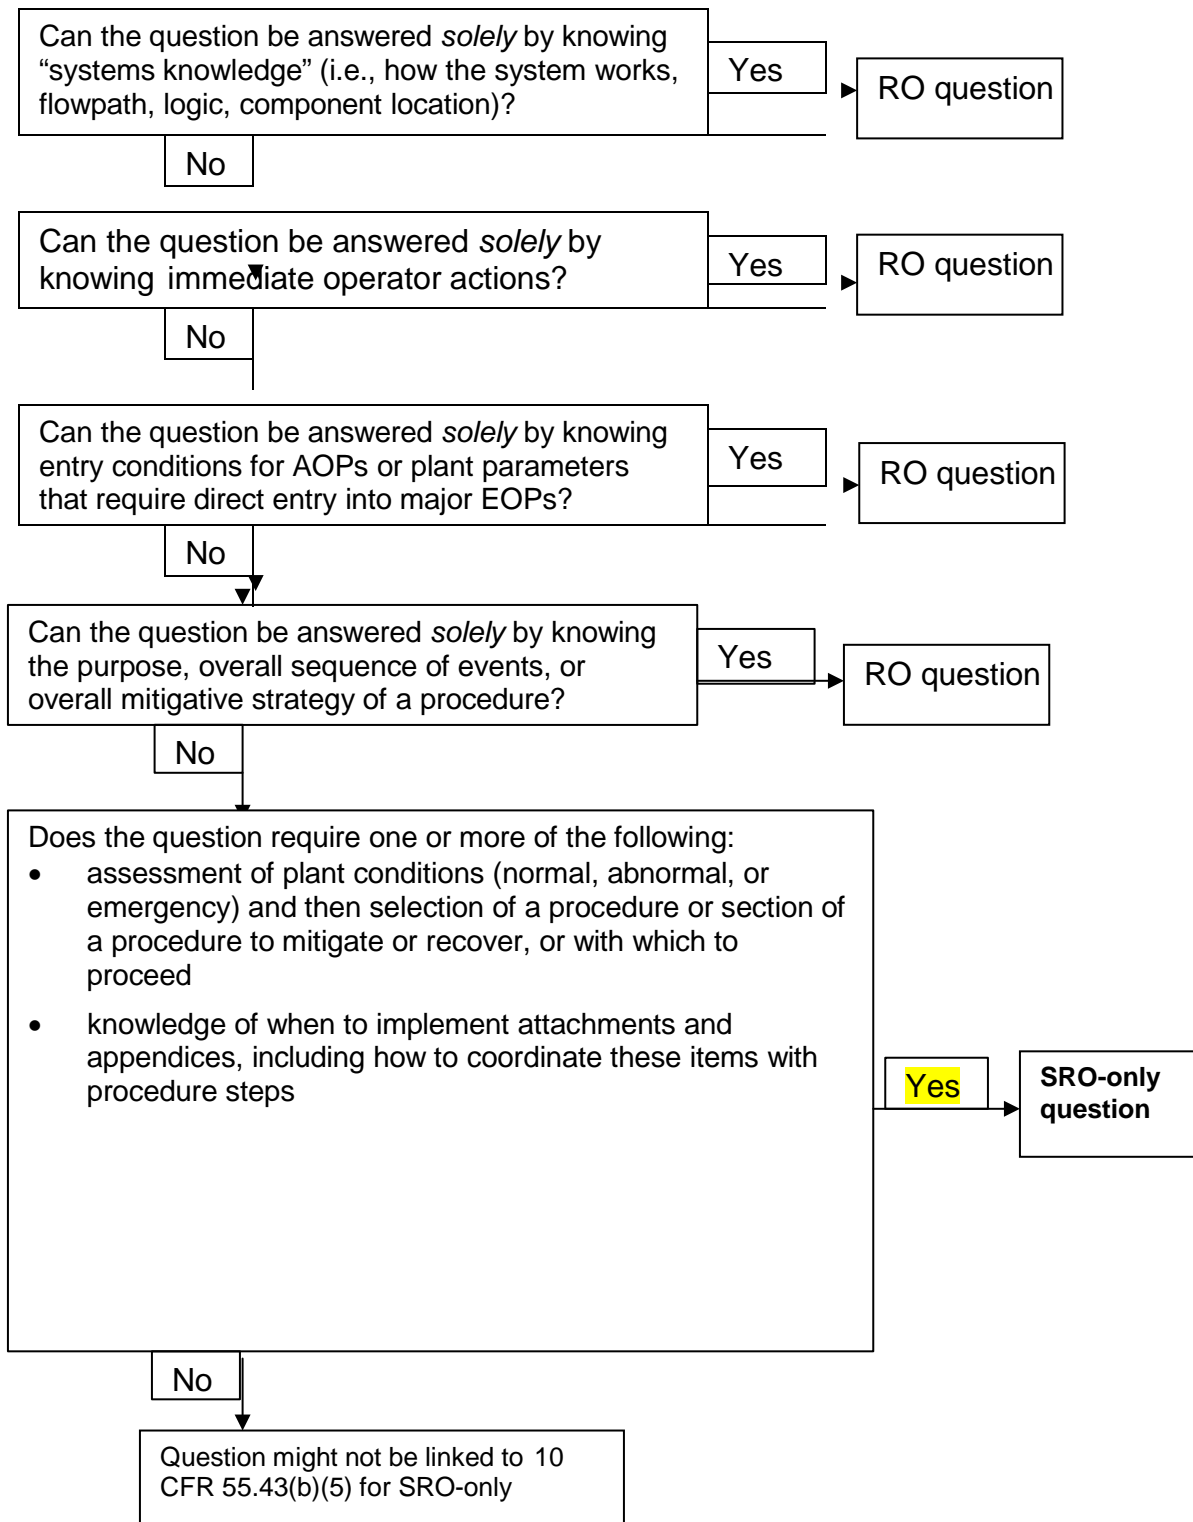 Can the question be answered solely by knowing
“systems knowledge” (i.e., how the system works,
flowpath, logic, component location)?
Yes
RO question
No
Can the question be answered solely by
knowing immediate operator actions?
Yes
RO question
No
Can the question be answered solely by knowing
entry conditions for AOPs or plant parameters
that require direct entry into major EOPs?
Yes
RO question
No
Can the question be answered solely by knowing
the purpose, overall sequence of events, or
overall mitigative strategy of a procedure?
Yes
RO question
No
Does the question require one or more of the following:
• assessment of plant conditions (normal, abnormal, or
emergency) and then selection of a procedure or section of
a procedure to mitigate or recover, or with which to
proceed
• knowledge of when to implement attachments and
appendices, including how to coordinate these items with
procedure steps
Yes
SRO-only
question
No
Question might not be linked to 10
CFR 55.43(b)(5) for SRO-only